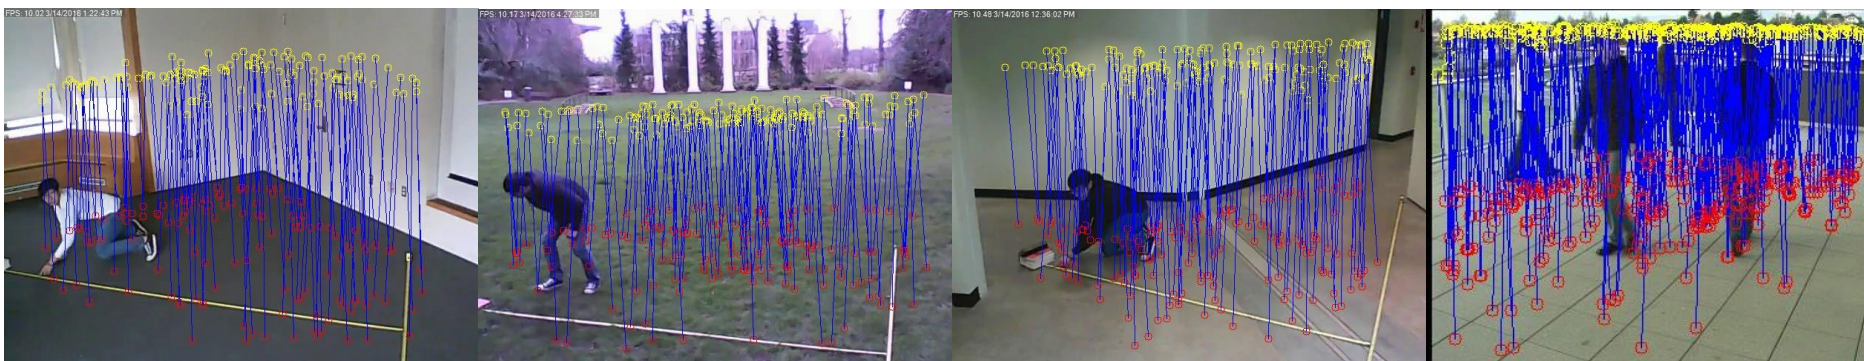 FPS: 10.02 3/14/2016 1:22:43 PM
FPS: 10.17 3/14/2016 4:27:33 PM
FPS: 10.48 3/14/2016 12:36:02 PM